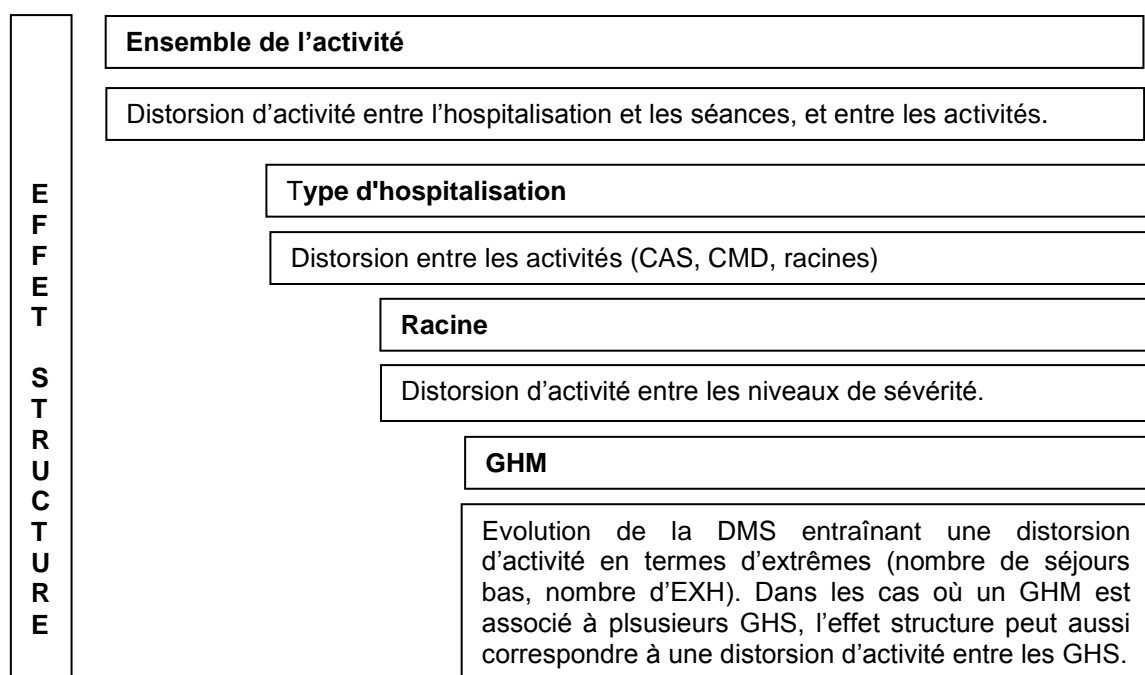 EFFET STRUCTURE
Ensemble de l'activité
Distorsion d'activité entre l'hospitalisation et les séances, et entre les activités.
Type d'hospitalisation
Distorsion entre les activités (CAS, CMD, racines)
Racine
Distorsion d'activité entre les niveaux de sévérité.
GHM
Evolution de la DMS entraînant une distorsion
d'activité en termes d'extrêmes (nombre de séjours
bas, nombre d'EXH). Dans les cas où un GHM est
associé à plsusieurs GHS, l'effet structure peut aussi
correspondre à une distorsion d'activité entre les GHS.